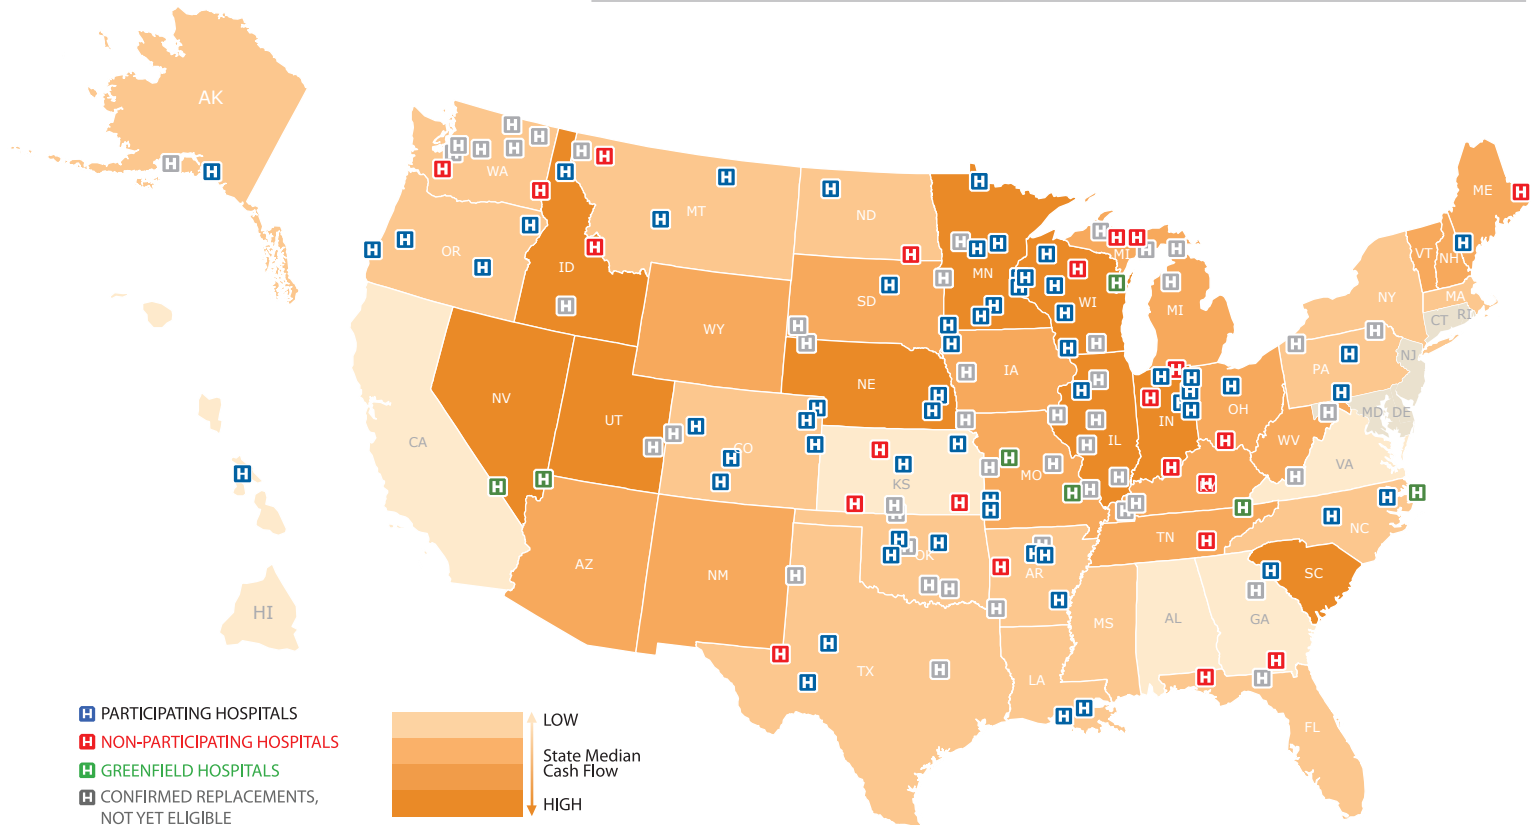 AK
WA
MT
ND
ME
OR
ID
MN
MI
VT
NH
SD
WI
NY
MA
MI
CT
RI
WY
IA
PA
NJ
NE
OH
NV
UT
CO
IN
MD
DE
CA
IL
WV
VA
KS
MO
NC
TN
OK
AR
AZ
NM
SC
HI
MS
AL
GA
TX
LA
FL
H PARTICIPATING HOSPITALS
H NON-PARTICIPATING HOSPITALS
H GREENFIELD HOSPITALS
H CONFIRMED REPLACEMENTS,
NOT YET ELIGIBLE
LOW
State Median
Cash Flow
HIGH